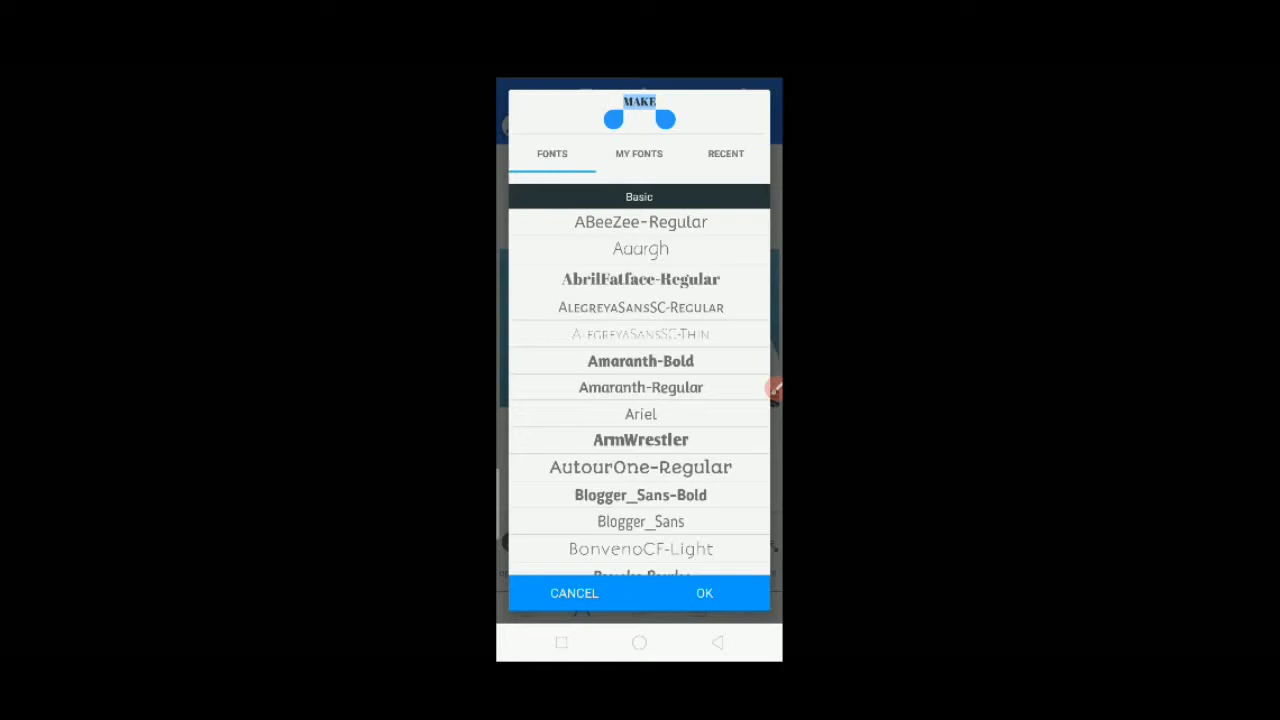 MAKE
FONTS MY FONTS RECENT
Basic
ABeeZee-Regular
Aaargh
AbrilFatface-Regular
AlegreyaSansSC-Regular
AlegreyaSansSC-Thin
Amaranth-Bold
Amaranth-Regular
Ariel
ArmWrestler
AutourOne-Regular
Blogger_Sans-Bold
Blogger_Sans
BonvenoCF-Light
CANCEL OK